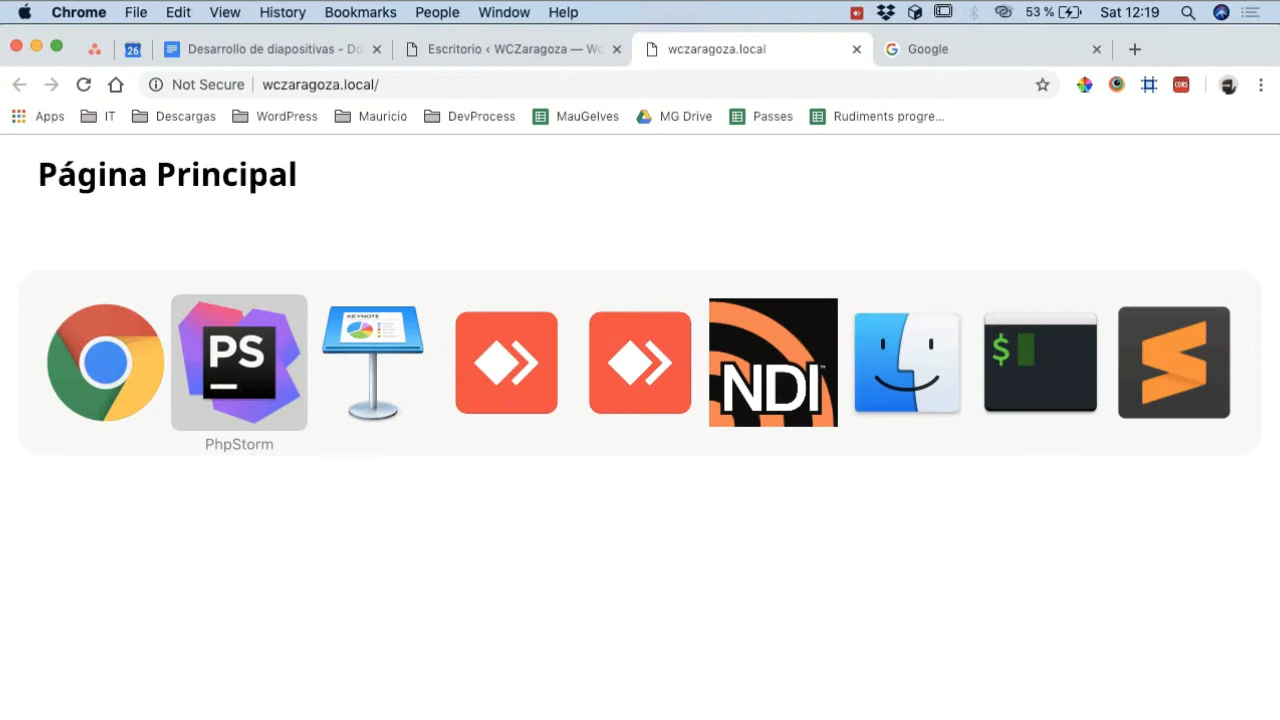 Chrome File Edit View History Bookmarks People Window Help 53 % Sat 12:19
26 Desarrollo de diapositivas - Do Escritorio ‹ WCZaragoza — Wo wczaragoza.local Google
Not Secure wczaragoza.local/ CORS
Apps IT Descargas WordPress Mauricio DevProcess MauGelves MG Drive Passes Rudiments progre...
Página Principal
KEYNOTE
PS
NDI
$
PhpStorm